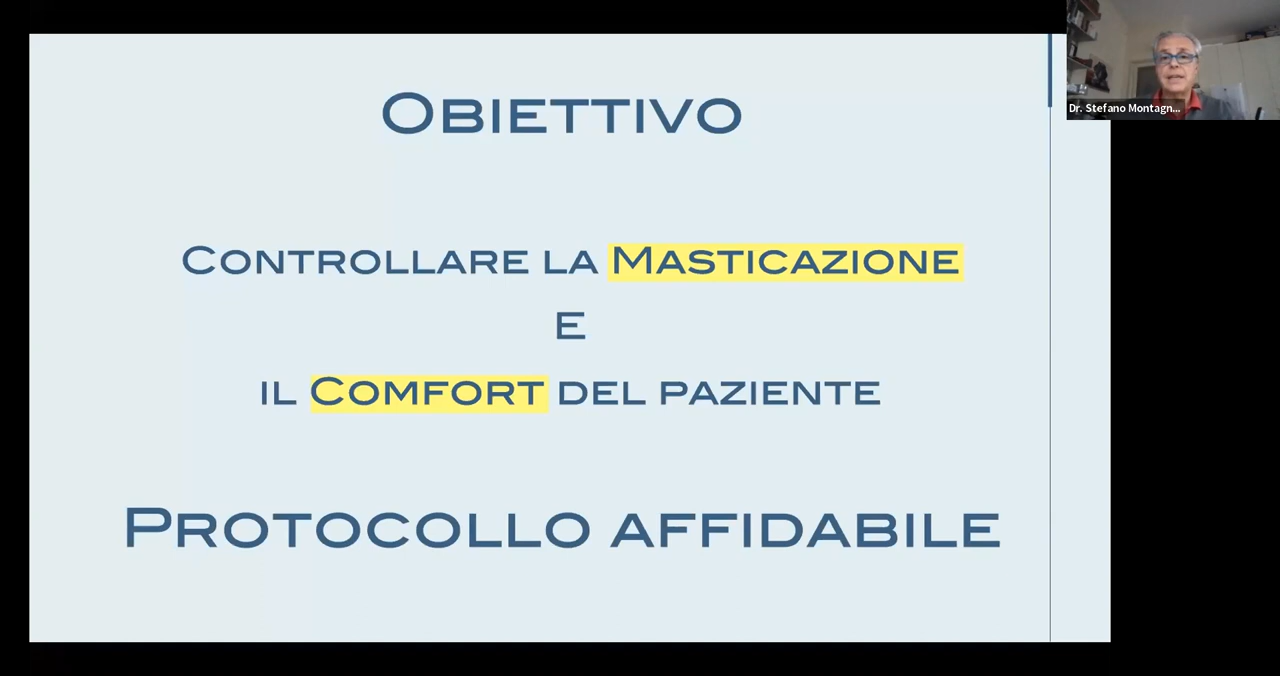 Obiettivo
Controllare la Masticazione
e
il Comfort del paziente
Protocollo affidabile
Dr. Stefano Montagn...